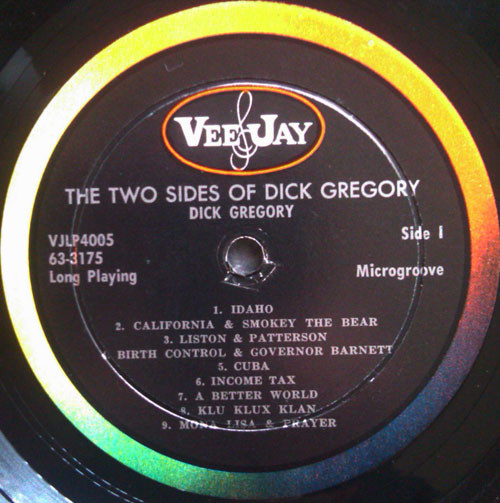 VEE JAY
THE TWO SIDES OF DICK GREGORY
DICK GREGORY
VJLP4005
63-3175
Long Playing
Side 1
Microgroove
1. IDAHO
2. CALIFORNIA & SMOKEY THE BEAR
3. LISTON & PATTERSON
4. BIRTH CONTROL & GOVERNOR BARNETT
5. CUBA
6. INCOME TAX
7. A BETTER WORLD
8. KLU KLUX KLAN
9. MONA LISA & PRAYER